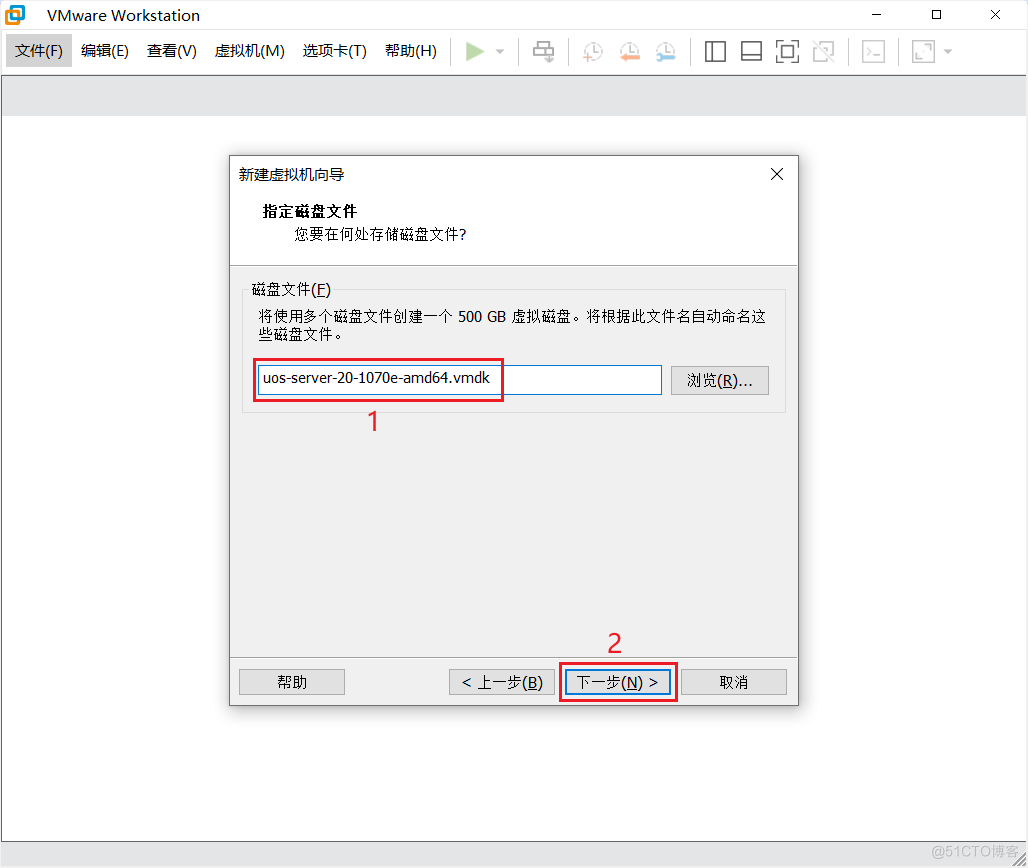 VMware Workstation
文件(F) 编辑(E) 查看(V) 虚拟机(M) 选项卡(T) 帮助(H)
新建虚拟机向导
指定磁盘文件
您要在何处存储磁盘文件?
磁盘文件(F)
将使用多个磁盘文件创建一个 500 GB 虚拟磁盘。将根据此文件名自动命名这
些磁盘文件。
uos-server-20-1070e-amd64.vmdk
浏览(R)...
1
2
帮助
< 上一步(B)
下一步(N) >
取消
@51CTO博客